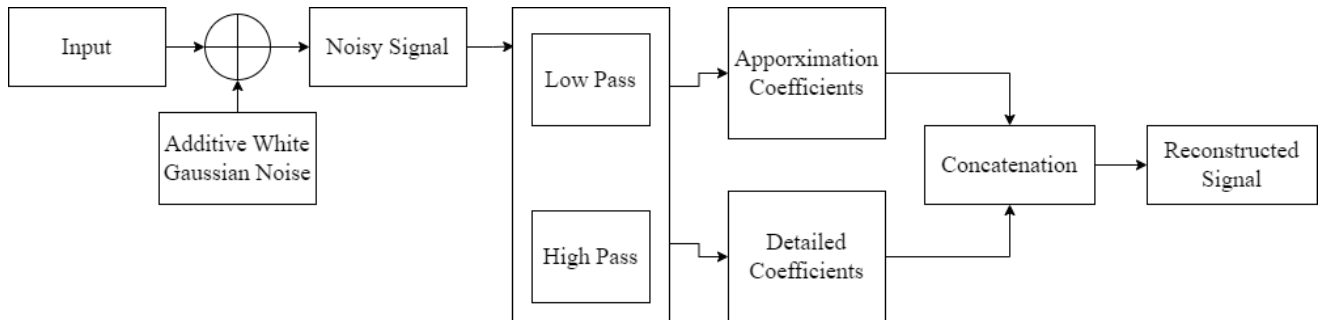 Input
Noisy Signal
Additive White
Gaussian Noise
Low Pass
High Pass
Apporximation
Coefficients
Detailed
Coefficients
Concatenation
Reconstructed
Signal